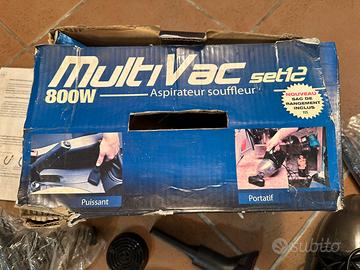 MultiVac set12
800W
Aspirateur souffleur
NOUVEAU
SAC DE
RANGEMENT
INCLUS
Puissant
Portatif
subito